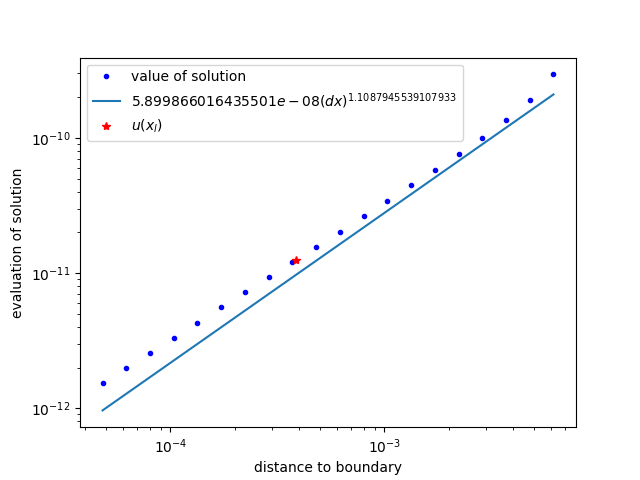 value of solution
5.899866016435501e − 08(dx)^1.1087945539107933
u(x_l)
10^−10
10^−11
10^−12
evaluation of solution
10^−4 10^−3
distance to boundary